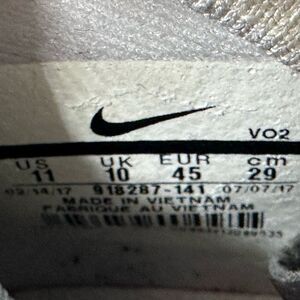 VO2
US UK EUR cm
11 10 45 29
02/14/17 918287-141 07/07/17
MADE IN VIETNAM
FABRIQUE AU VIETNAM